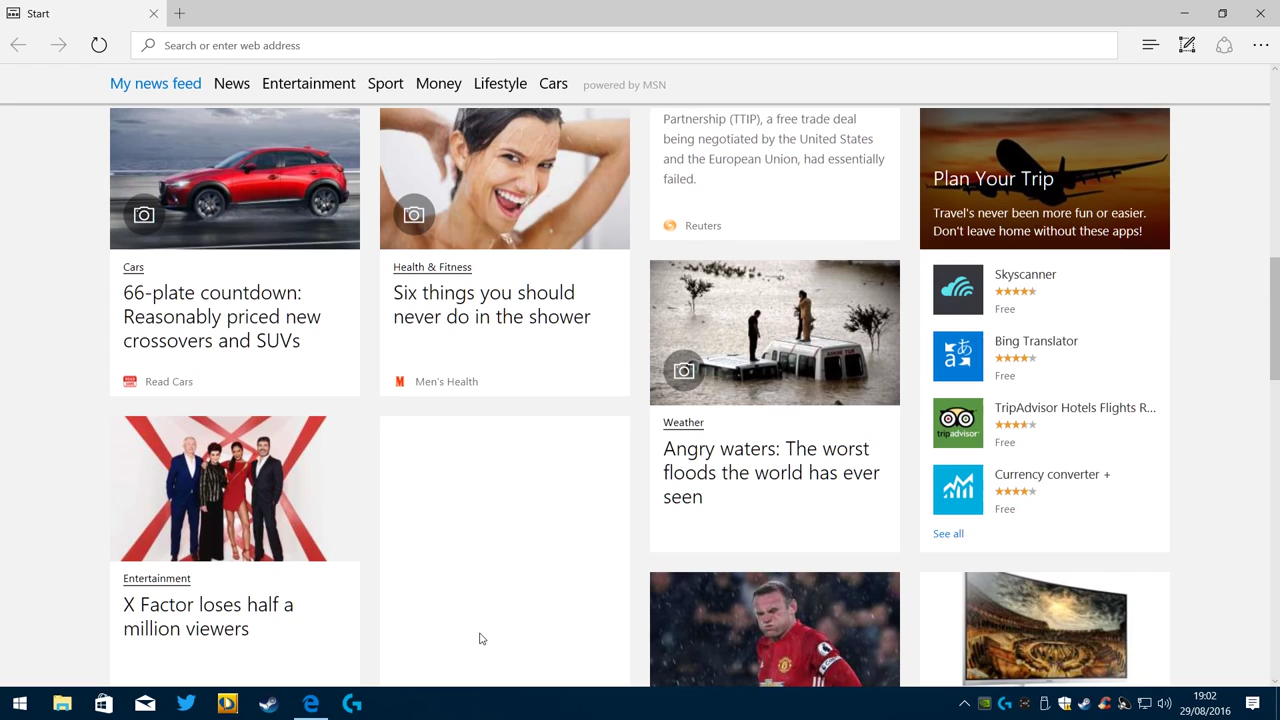 Start
Search or enter web address
My news feed News Entertainment Sport Money Lifestyle Cars powered by MSN
Cars
66-plate countdown:
Reasonably priced new
crossovers and SUVs
Read Cars
Health & Fitness
Six things you should
never do in the shower
Men's Health
Partnership (TTIP), a free trade deal
being negotiated by the United States
and the European Union, had essentially
failed.
Reuters
Plan Your Trip
Travel's never been more fun or easier.
Don't leave home without these apps!
Skyscanner
Free
Bing Translator
Free
TripAdvisor Hotels Flights R...
Free
tripadvisor
Currency converter +
Free
See all
Weather
Angry waters: The worst
floods the world has ever
seen
Entertainment
X Factor loses half a
million viewers
19:02
29/08/2016